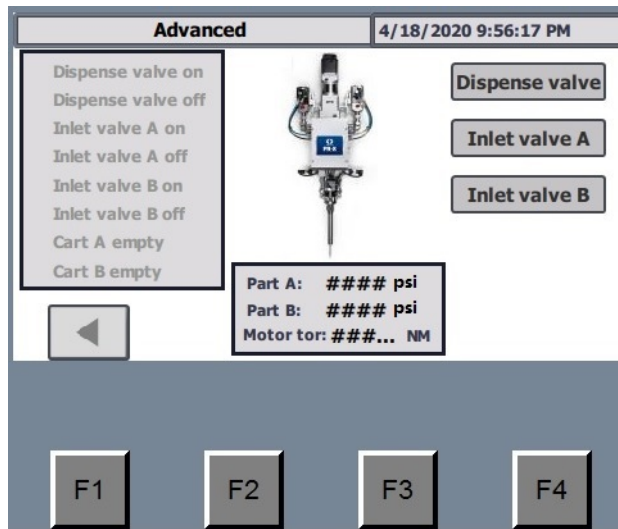 Advanced
4/18/2020 9:56:17 PM
Dispense valve on
Dispense valve off
Inlet valve A on
Inlet valve A off
Inlet valve B on
Inlet valve B off
Cart A empty
Cart B empty
PR-X
Dispense valve
Inlet valve A
Inlet valve B
Part A: #### psi
Part B: #### psi
Motor tor: ###... NM
F1 F2 F3 F4